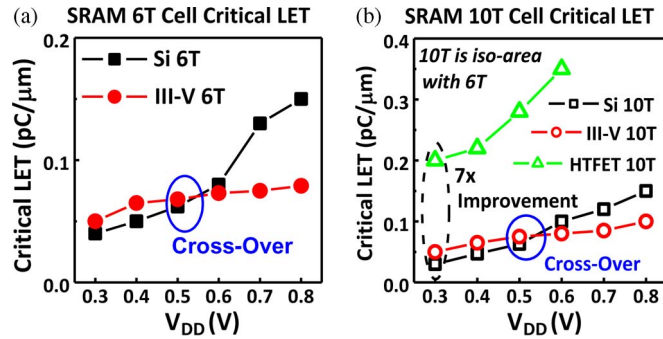 (a) SRAM 6T Cell Critical LET
0.2
0.1
0.0
Critical LET (pC/μm)
Si 6T
III-V 6T
Cross-Over
0.3 0.4 0.5 0.6 0.7 0.8
VDD (V)
(b) SRAM 10T Cell Critical LET
0.4
0.3
0.2
0.1
0.0
Critical LET (pC/μm)
10T is iso-area
with 6T
Si 10T
III-V 10T
HTFET 10T
7x
Improvement
Cross-Over
0.3 0.4 0.5 0.6 0.7 0.8
VDD (V)